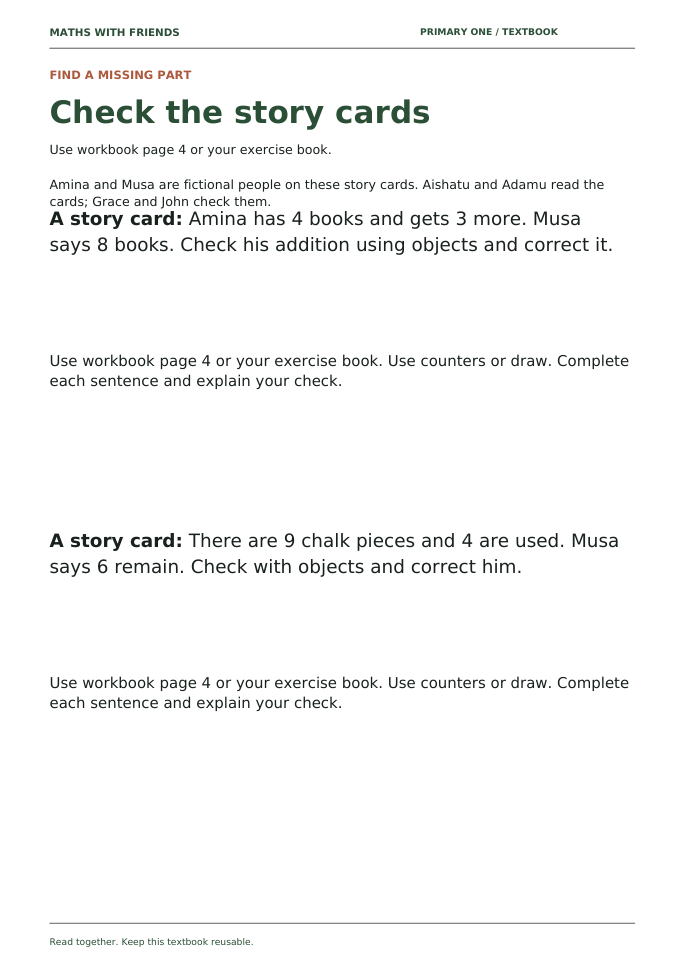 MATHS WITH FRIENDS
PRIMARY ONE / TEXTBOOK
FIND A MISSING PART
Check the story cards
Use workbook page 4 or your exercise book.
Amina and Musa are fictional people on these story cards. Aishatu and Adamu read the
cards; Grace and John check them.
A story card: Amina has 4 books and gets 3 more. Musa
says 8 books. Check his addition using objects and correct it.
Use workbook page 4 or your exercise book. Use counters or draw. Complete
each sentence and explain your check.
A story card: There are 9 chalk pieces and 4 are used. Musa
says 6 remain. Check with objects and correct him.
Use workbook page 4 or your exercise book. Use counters or draw. Complete
each sentence and explain your check.
Read together. Keep this textbook reusable.